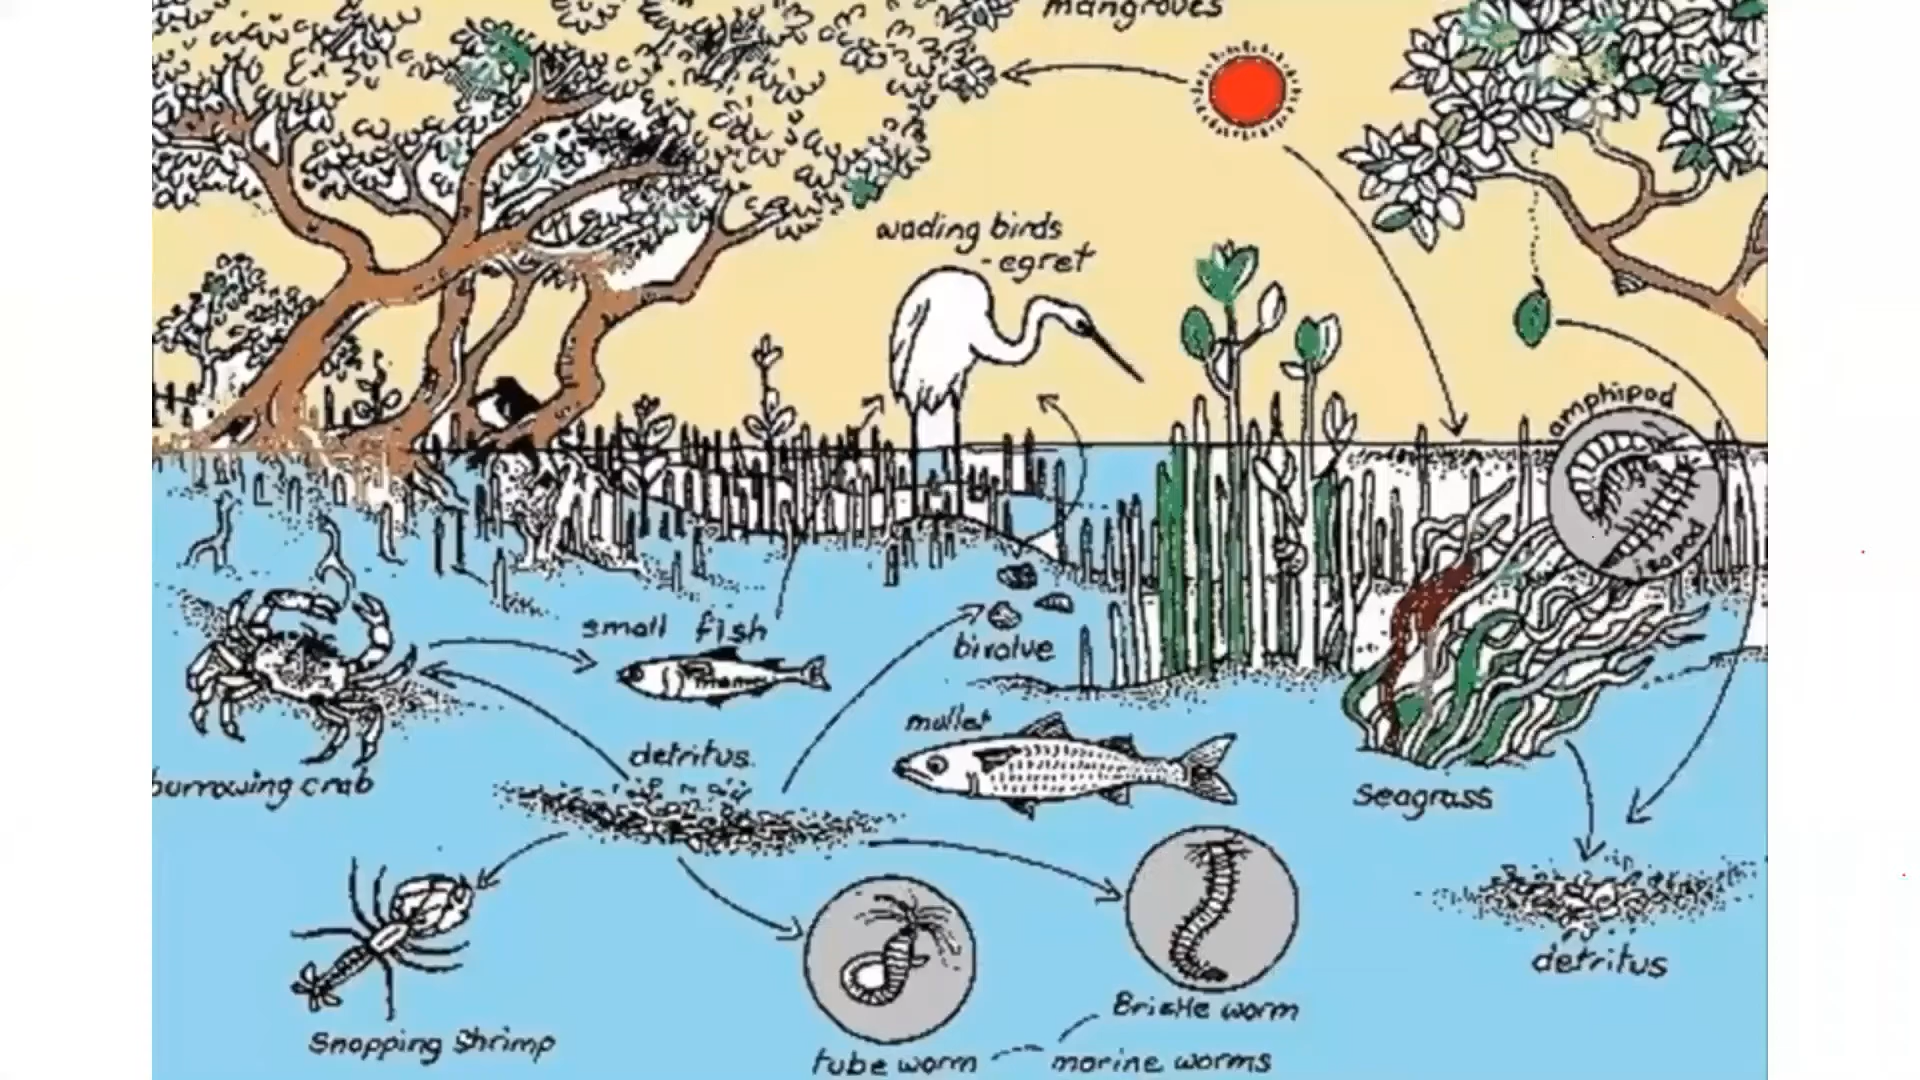 mangroves
wading birds
- egret
amphipod
isopod
small fish
bivalve
mullet
detritus
burrowing crab
seagrass
detritus
Bristle worm
Snapping Shrimp
tube worm
marine worms